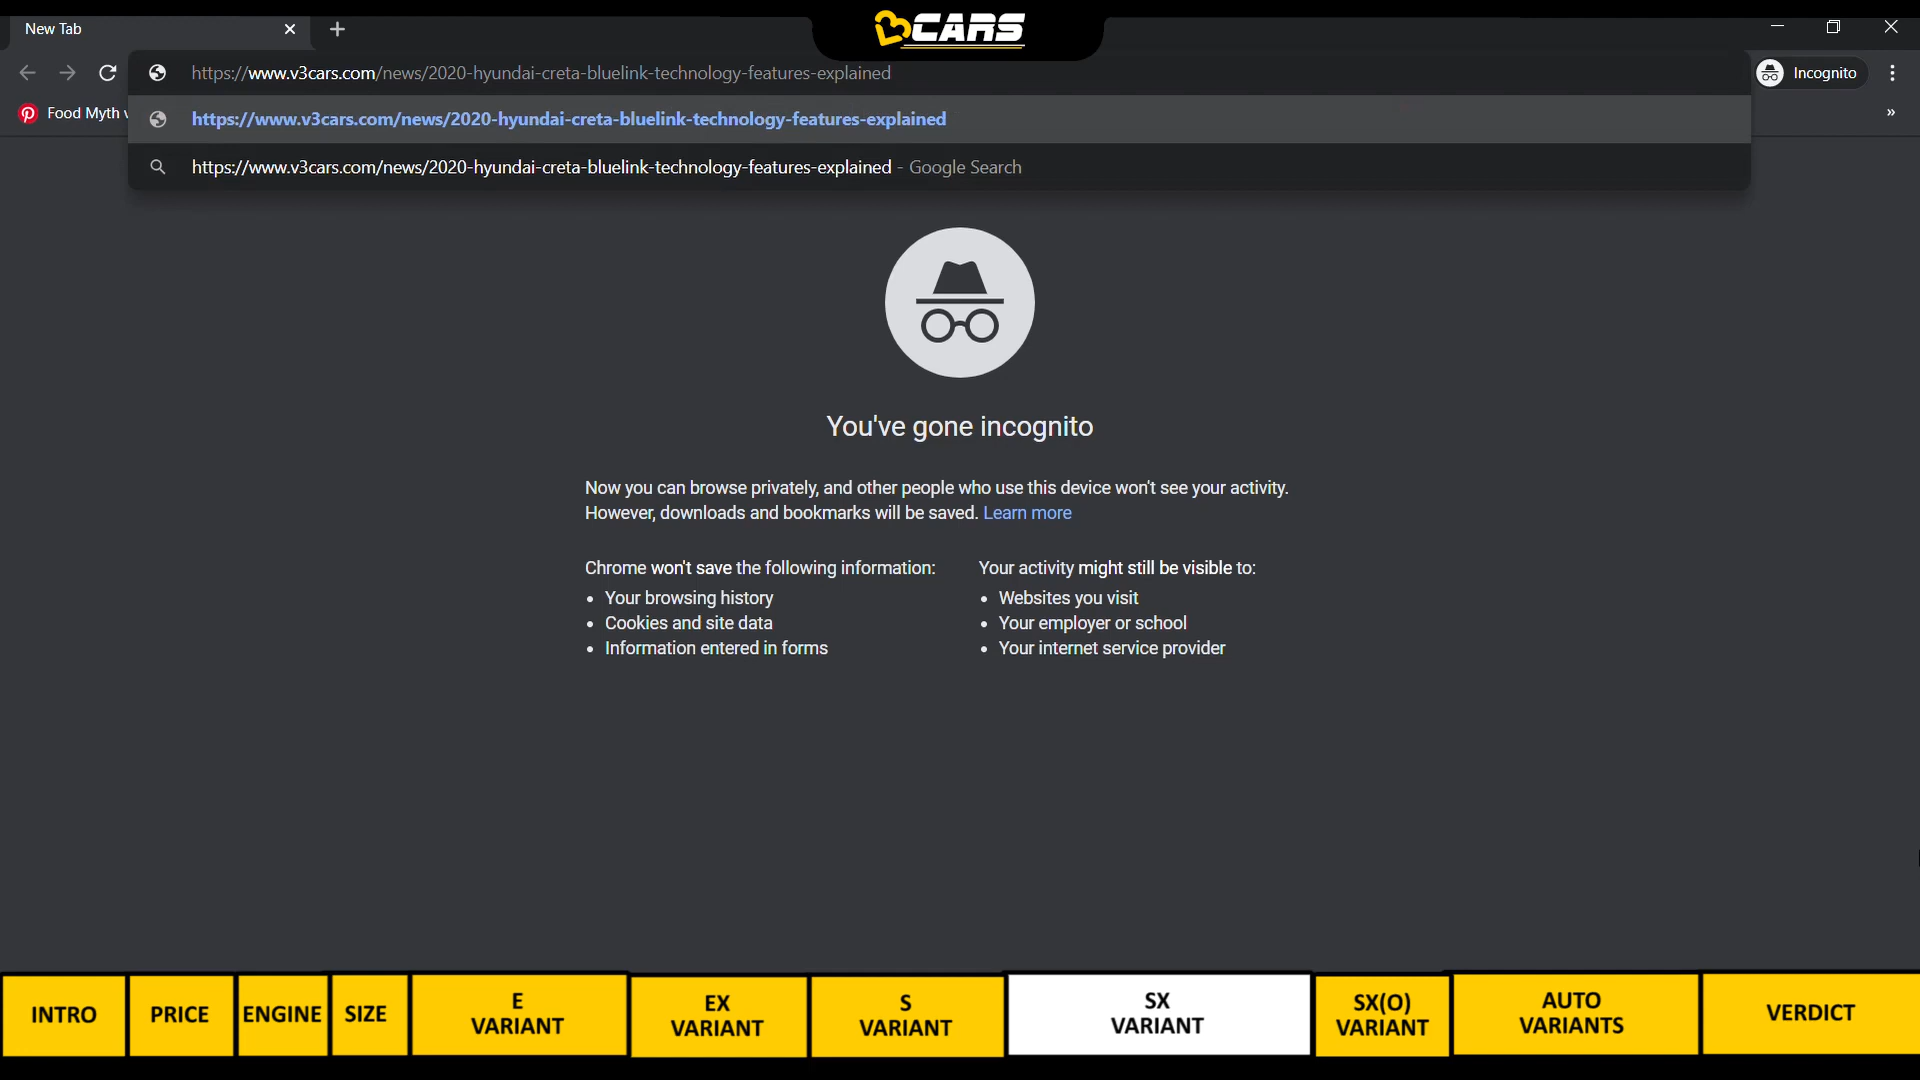 New Tab
CARS
https://www.v3cars.com/news/2020-hyundai-creta-bluelink-technology-features-explained
Incognito
Food Myth
»
https://www.v3cars.com/news/2020-hyundai-creta-bluelink-technology-features-explained
https://www.v3cars.com/news/2020-hyundai-creta-bluelink-technology-features-explained - Google Search
You've gone incognito
Now you can browse privately, and other people who use this device won't see your activity.
However, downloads and bookmarks will be saved. Learn more
Chrome won't save the following information:
• Your browsing history
• Cookies and site data
• Information entered in forms
Your activity might still be visible to:
• Websites you visit
• Your employer or school
• Your internet service provider
INTRO
PRICE
ENGINE
SIZE
E
VARIANT
EX
VARIANT
S
VARIANT
SX
VARIANT
SX(O)
VARIANT
AUTO
VARIANTS
VERDICT